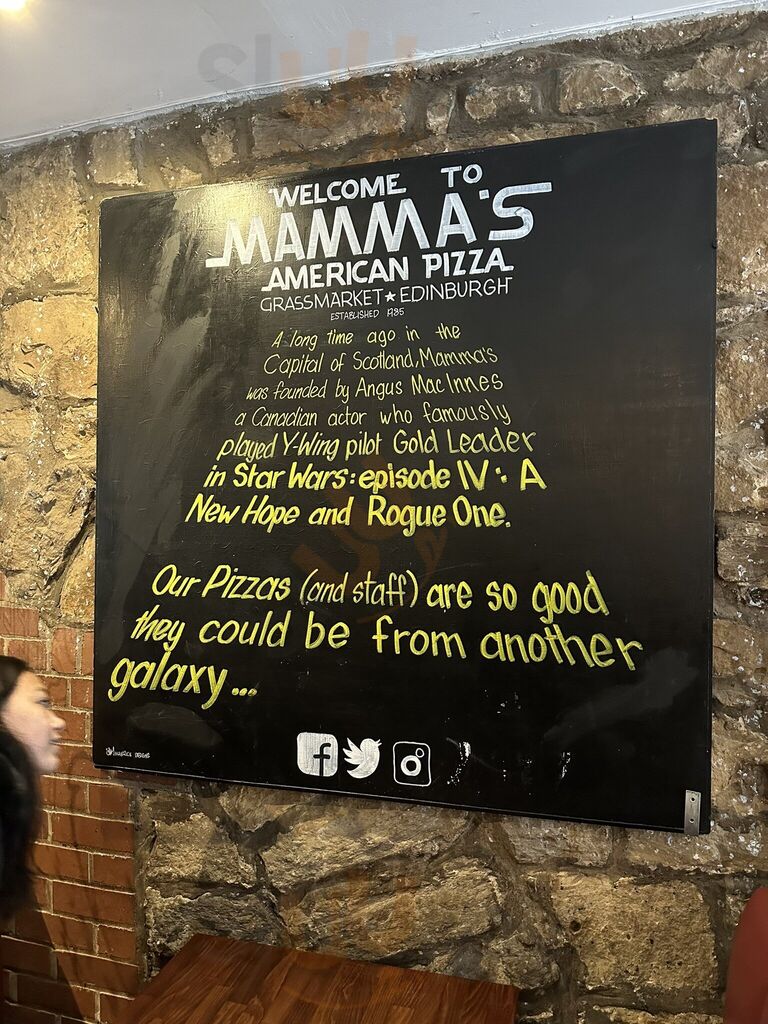 WELCOME TO
MAMMA'S
AMERICAN PIZZA
GRASSMARKET ★ EDINBURGH
ESTABLISHED 1985
A long time ago in the
Capital of Scotland, Mamma's
was founded by Angus MacInnes
a Canadian actor who famously
played Y-Wing pilot Gold Leader
in Star Wars: episode IV: A
New Hope and Rogue One.
Our Pizzas (and staff) are so good
they could be from another
galaxy...